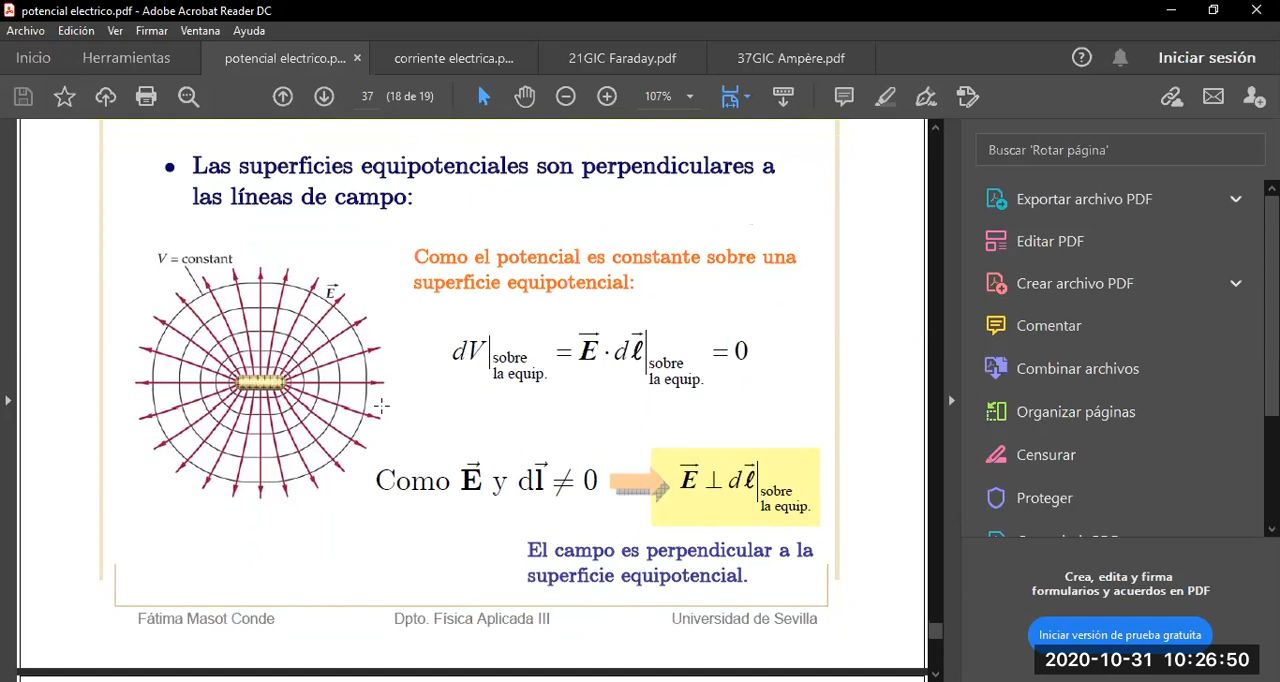 potencial electrico.pdf - Adobe Acrobat Reader DC
Archivo Edición Ver Firmar Ventana Ayuda
Inicio Herramientas potencial electrico.p... × corriente electrica.p... 21GIC Faraday.pdf 37GIC Ampère.pdf Iniciar sesión
37 (18 de 19) 107%
• Las superficies equipotenciales son perpendiculares a
las líneas de campo:
V = constant
E⃗
Como el potencial es constante sobre una
superficie equipotencial:
dV| sobre la equip. = E⃗ · dℓ⃗| sobre la equip. = 0
Como E⃗ y dl⃗ ≠ 0
E⃗ ⊥ dℓ⃗| sobre la equip.
El campo es perpendicular a la
superficie equipotencial.
Fátima Masot Conde Dpto. Física Aplicada III Universidad de Sevilla
Buscar 'Rotar página'
Exportar archivo PDF
Editar PDF
Crear archivo PDF
Comentar
Combinar archivos
Organizar páginas
Censurar
Proteger
Crea, edita y firma
formularios y acuerdos en PDF
Iniciar versión de prueba gratuita
2020-10-31 10:26:50